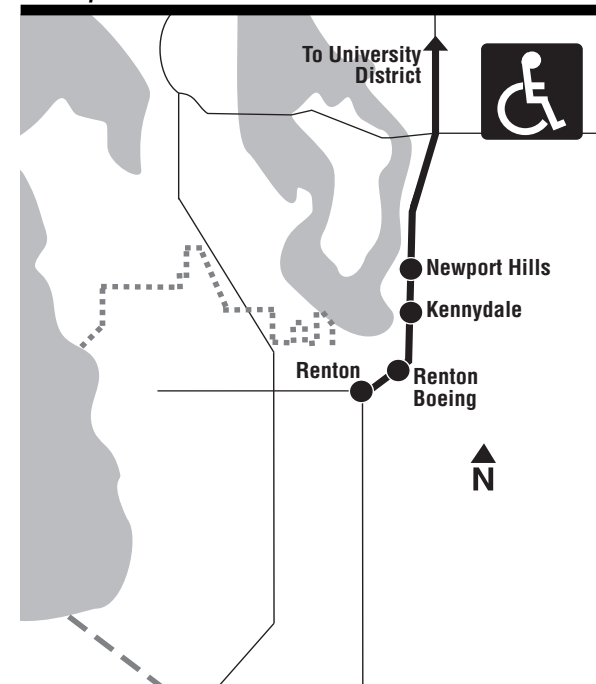 To University
District
Newport Hills
Kennydale
Renton
Renton
Boeing
N